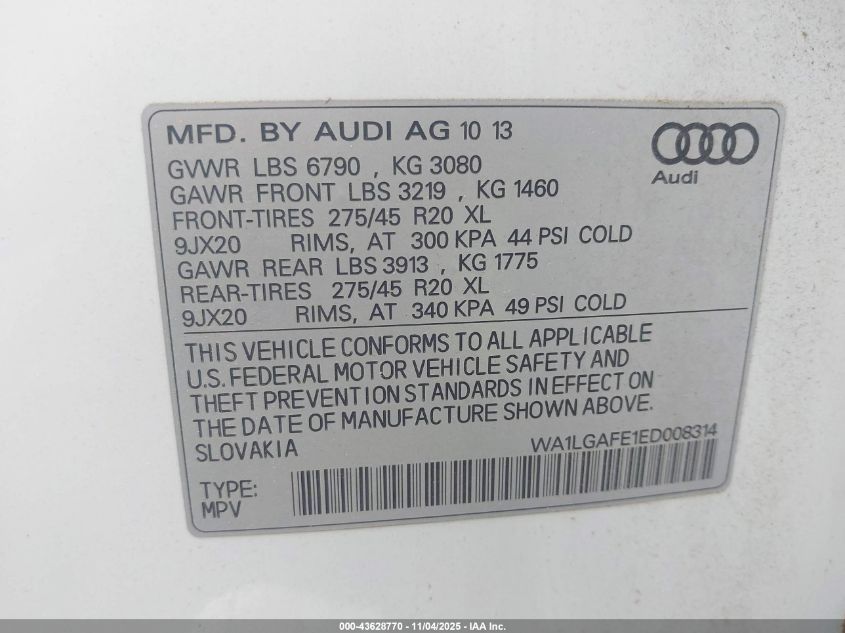 MFD. BY AUDI AG 10 13
Audi
GVWR LBS 6790 , KG 3080
GAWR FRONT LBS 3219 , KG 1460
FRONT-TIRES 275/45 R20 XL
9JX20 RIMS, AT 300 KPA 44 PSI COLD
GAWR REAR LBS 3913 , KG 1775
REAR-TIRES 275/45 R20 XL
9JX20 RIMS, AT 340 KPA 49 PSI COLD
THIS VEHICLE CONFORMS TO ALL APPLICABLE
U.S. FEDERAL MOTOR VEHICLE SAFETY AND
THEFT PREVENTION STANDARDS IN EFFECT ON
THE DATE OF MANUFACTURE SHOWN ABOVE.
SLOVAKIA WA1LGAFE1ED008314
TYPE:
MPV
000-43628770 - 11/04/2025 - IAA Inc.